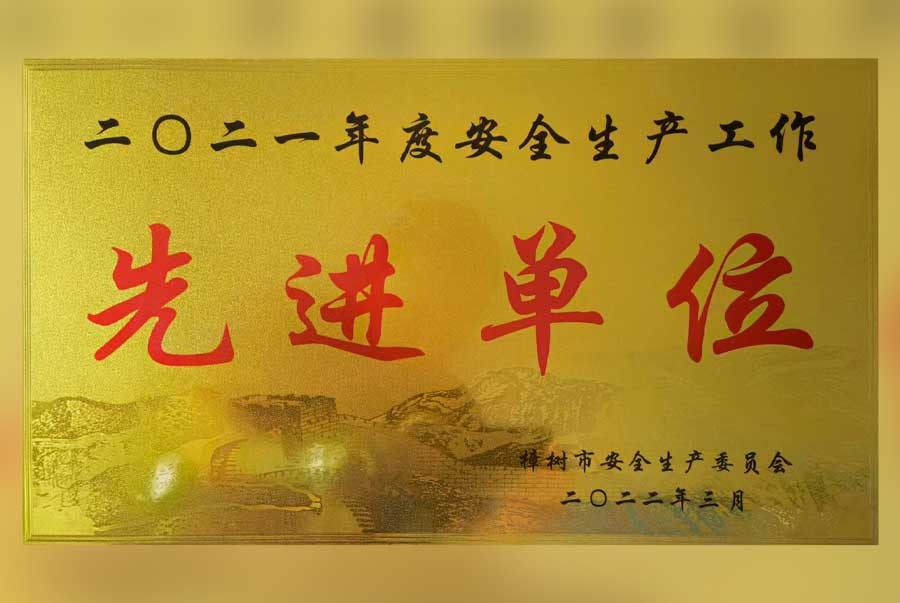 二〇二一年度安全生产工作
先进单位
樟树市安全生产委员会
二〇二二年三月